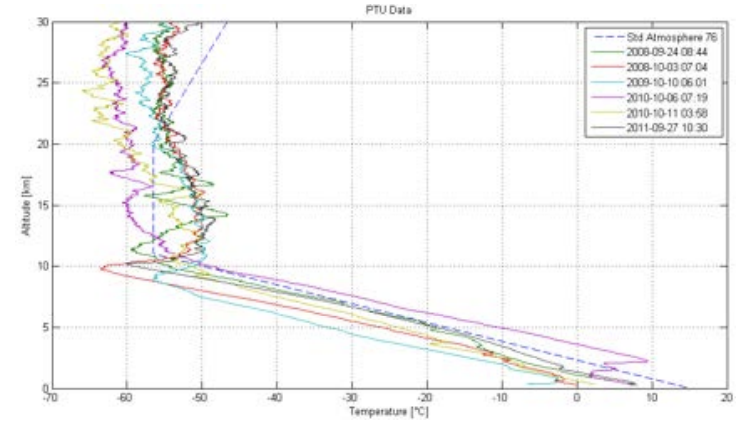 PTU Data
30
25
20
15
10
5
0
Altitude [km]
-70 -60 -50 -40 -30 -20 -10 0 10 20
Temperature [°C]
Std Atmosphere 76
2008-09-24 08:44
2008-10-03 07:04
2009-10-10 06:01
2010-10-06 07:19
2010-10-11 03:58
2011-09-27 10:30